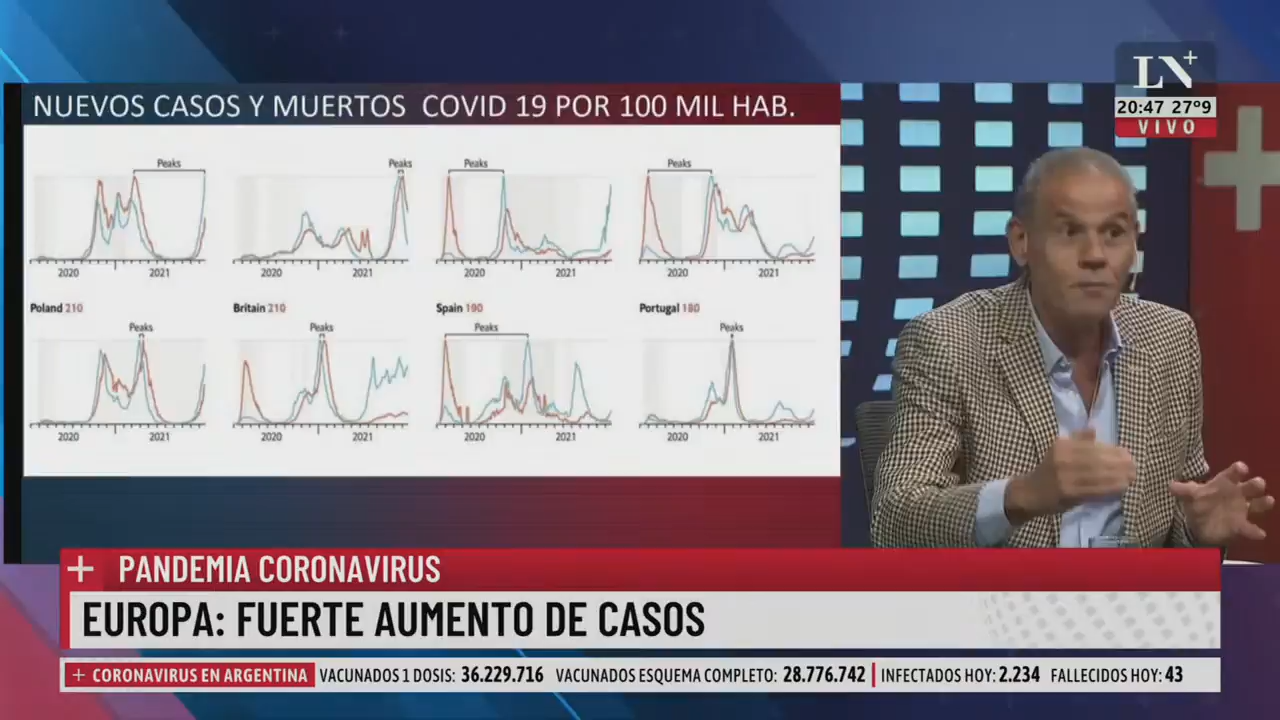 LN+
20:47 27º9
VIVO
NUEVOS CASOS Y MUERTOS COVID 19 POR 100 MIL HAB.
Peaks
Peaks
Peaks
Peaks
2020 2021
2020 2021
2020 2021
2020 2021
Poland 210
Britain 210
Spain 190
Portugal 180
Peaks
Peaks
Peaks
Peaks
2020 2021
2020 2021
2020 2021
2020 2021
+ PANDEMIA CORONAVIRUS
EUROPA: FUERTE AUMENTO DE CASOS
+ CORONAVIRUS EN ARGENTINA VACUNADOS 1 DOSIS: 36.229.716 VACUNADOS ESQUEMA COMPLETO: 28.776.742 INFECTADOS HOY: 2.234 FALLECIDOS HOY: 43